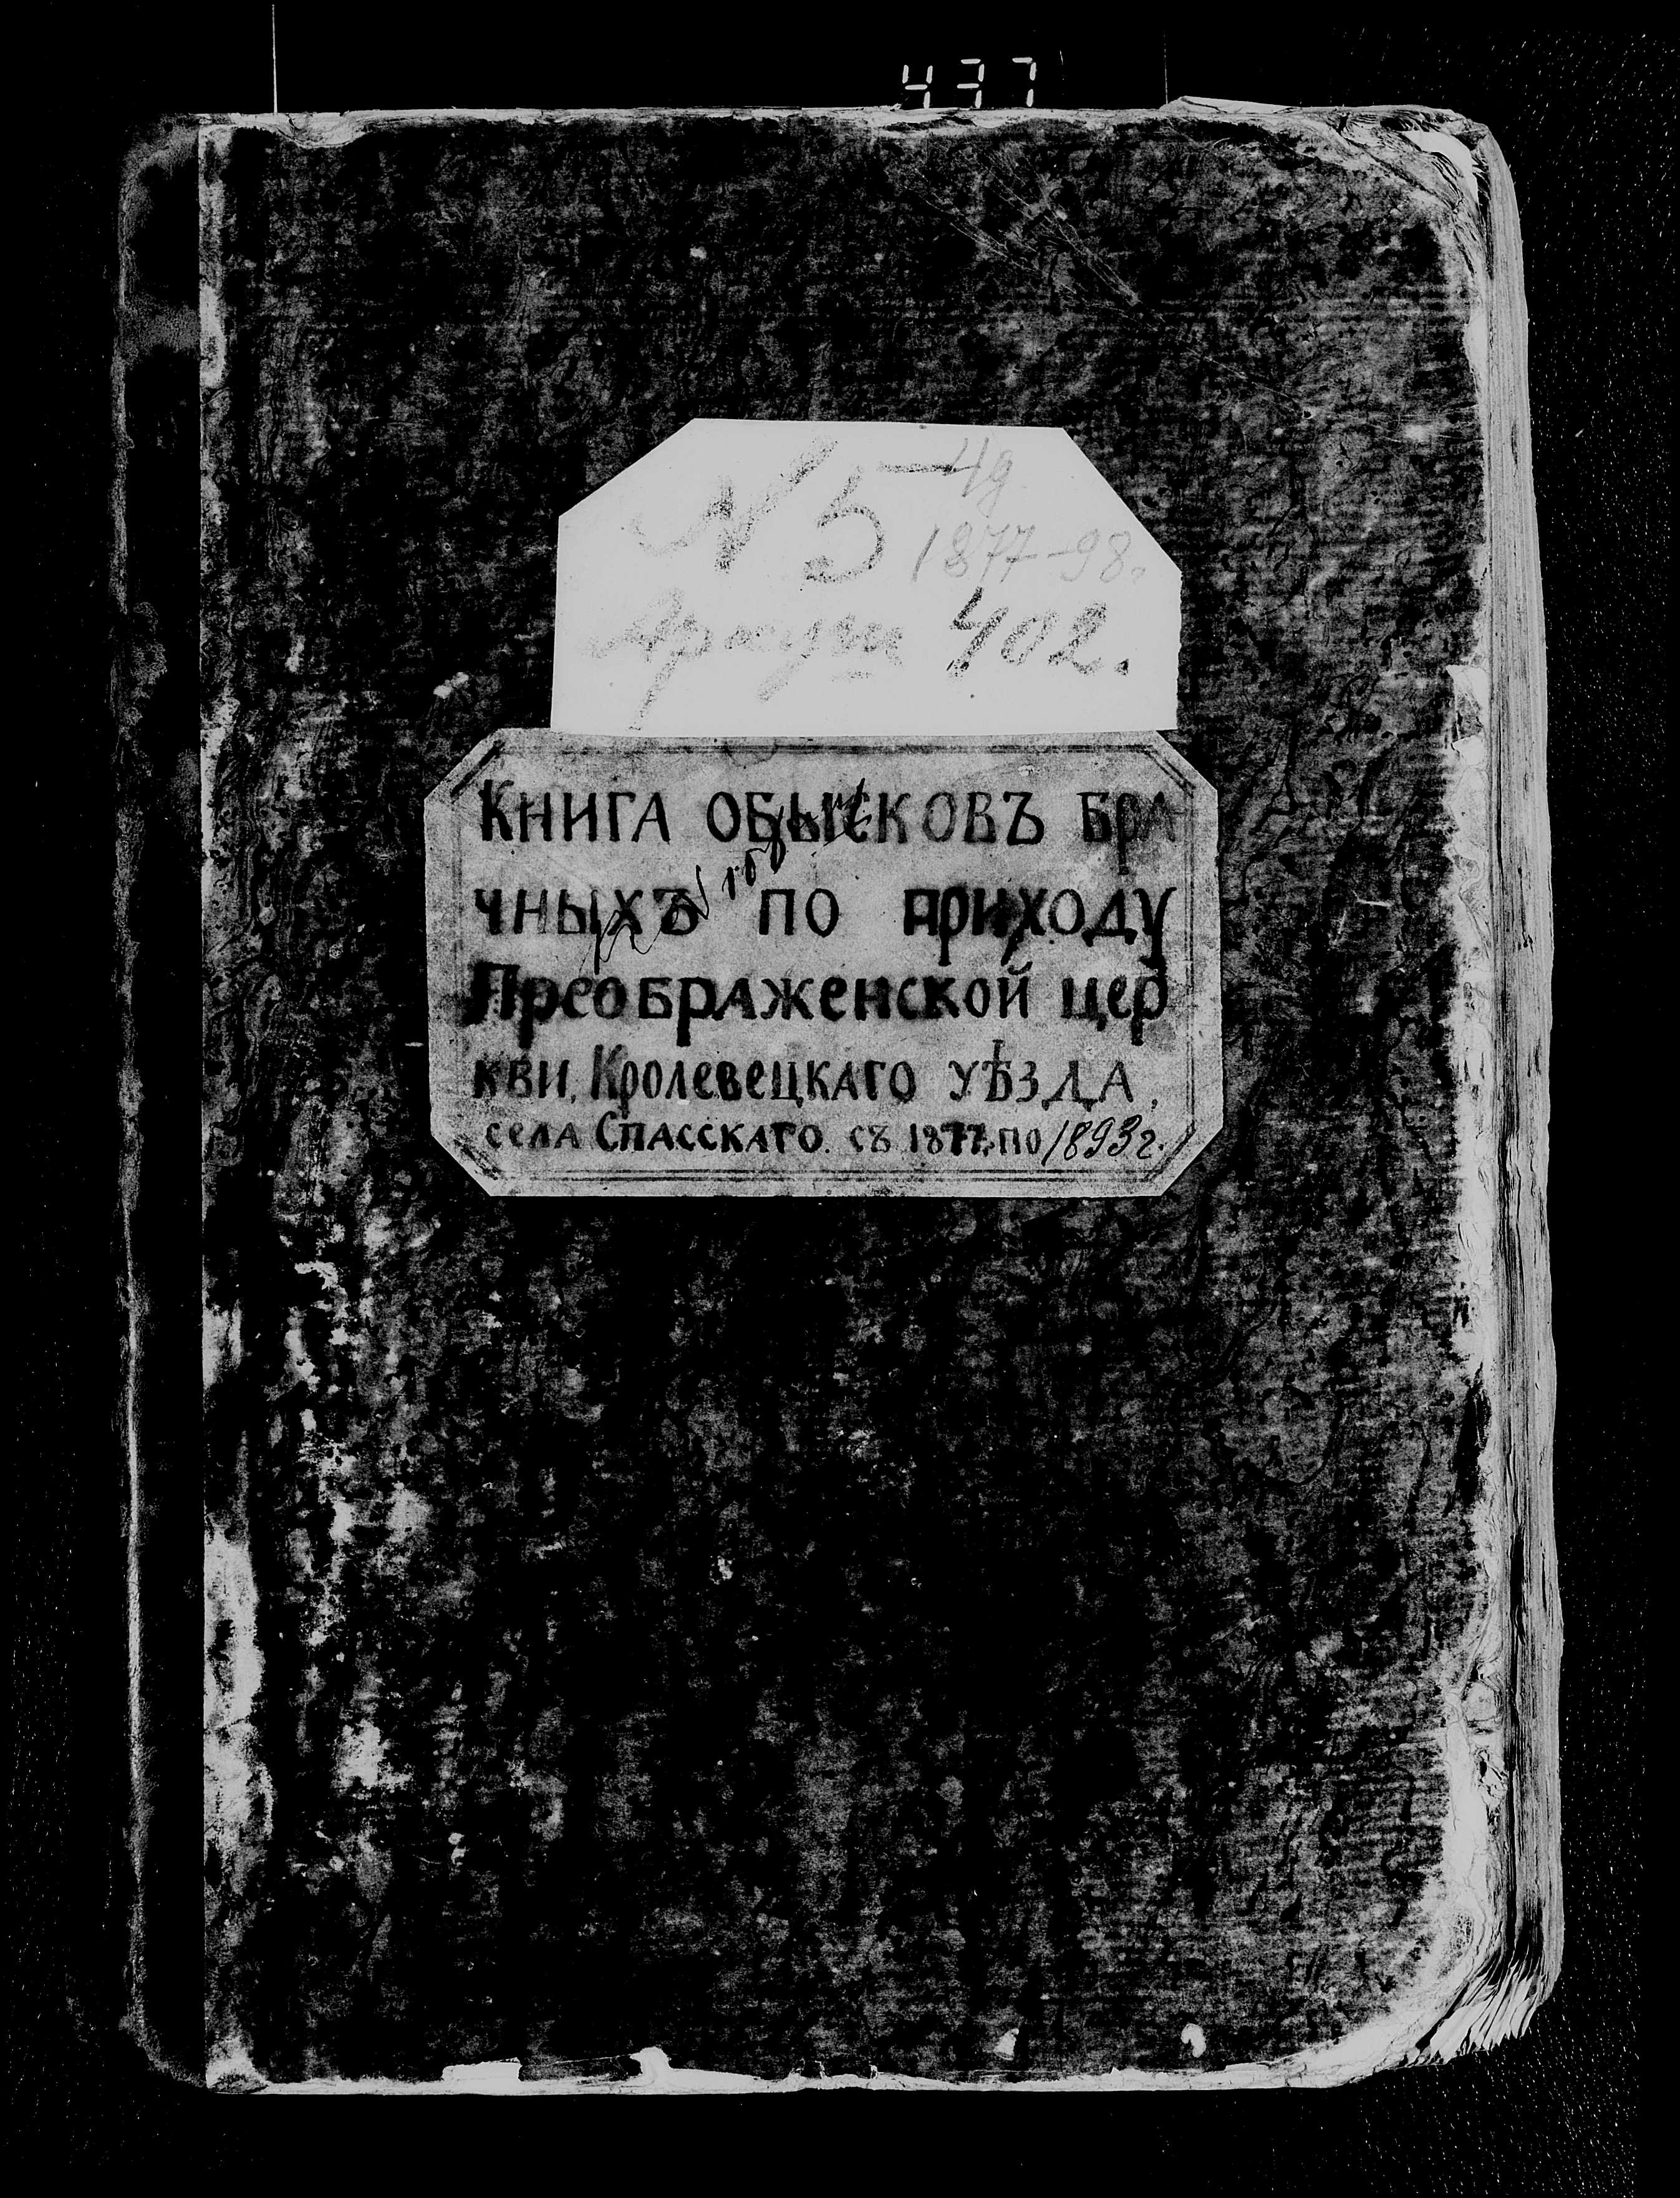 437
N 5 — 49
1877-98.
402.
КНИГА ОБЫСКОВЪ БРА
ЧНЫХЪ ПО ПРИХОДУ
ПРЕОБРАЖЕНСКОЙ ЦЕР
КВИ, КРОЛЕВЕЦКАГО УѢЗДА,
СЕЛА СПАССКАГО. СЪ 1877, ПО 1893 г.